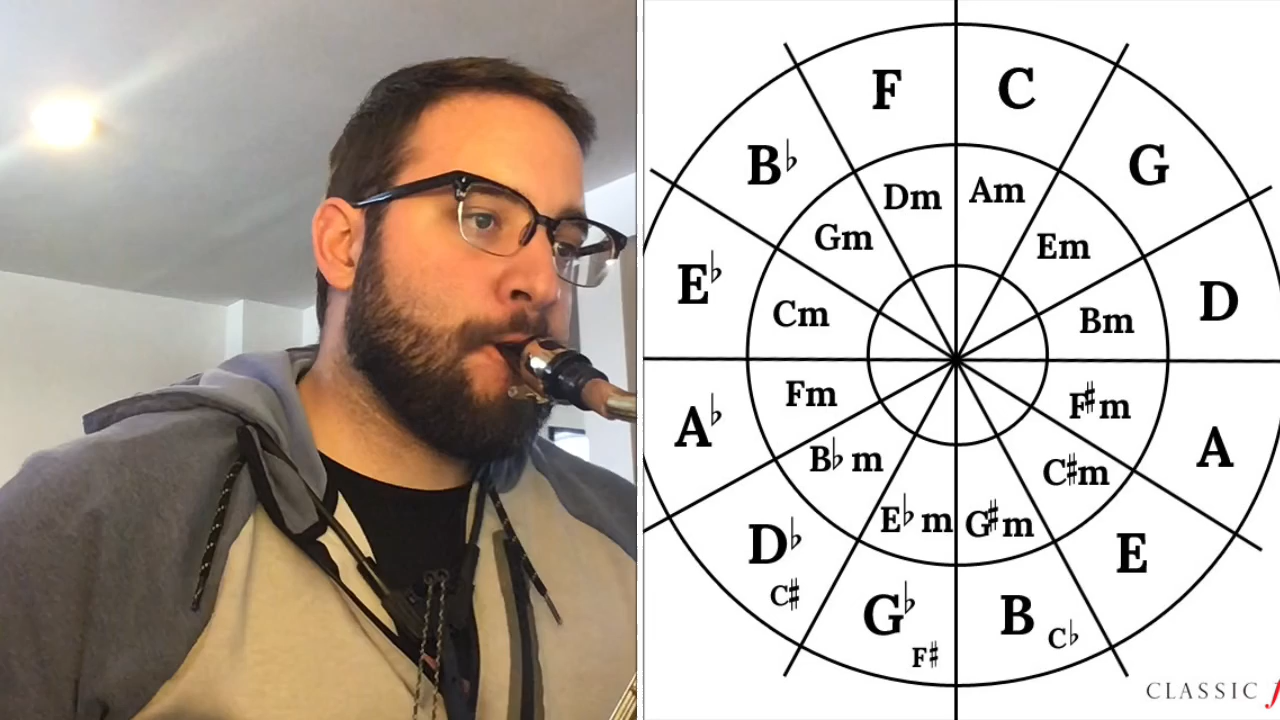 F
C
B♭
G
Dm
Am
Gm
Em
E♭
D
Cm
Bm
Fm
F♯m
A♭
A
B♭ m
C♯m
E♭ m
G♯m
D♭
E
C♯
G♭
B
C♭
F♯
CLASSIC f